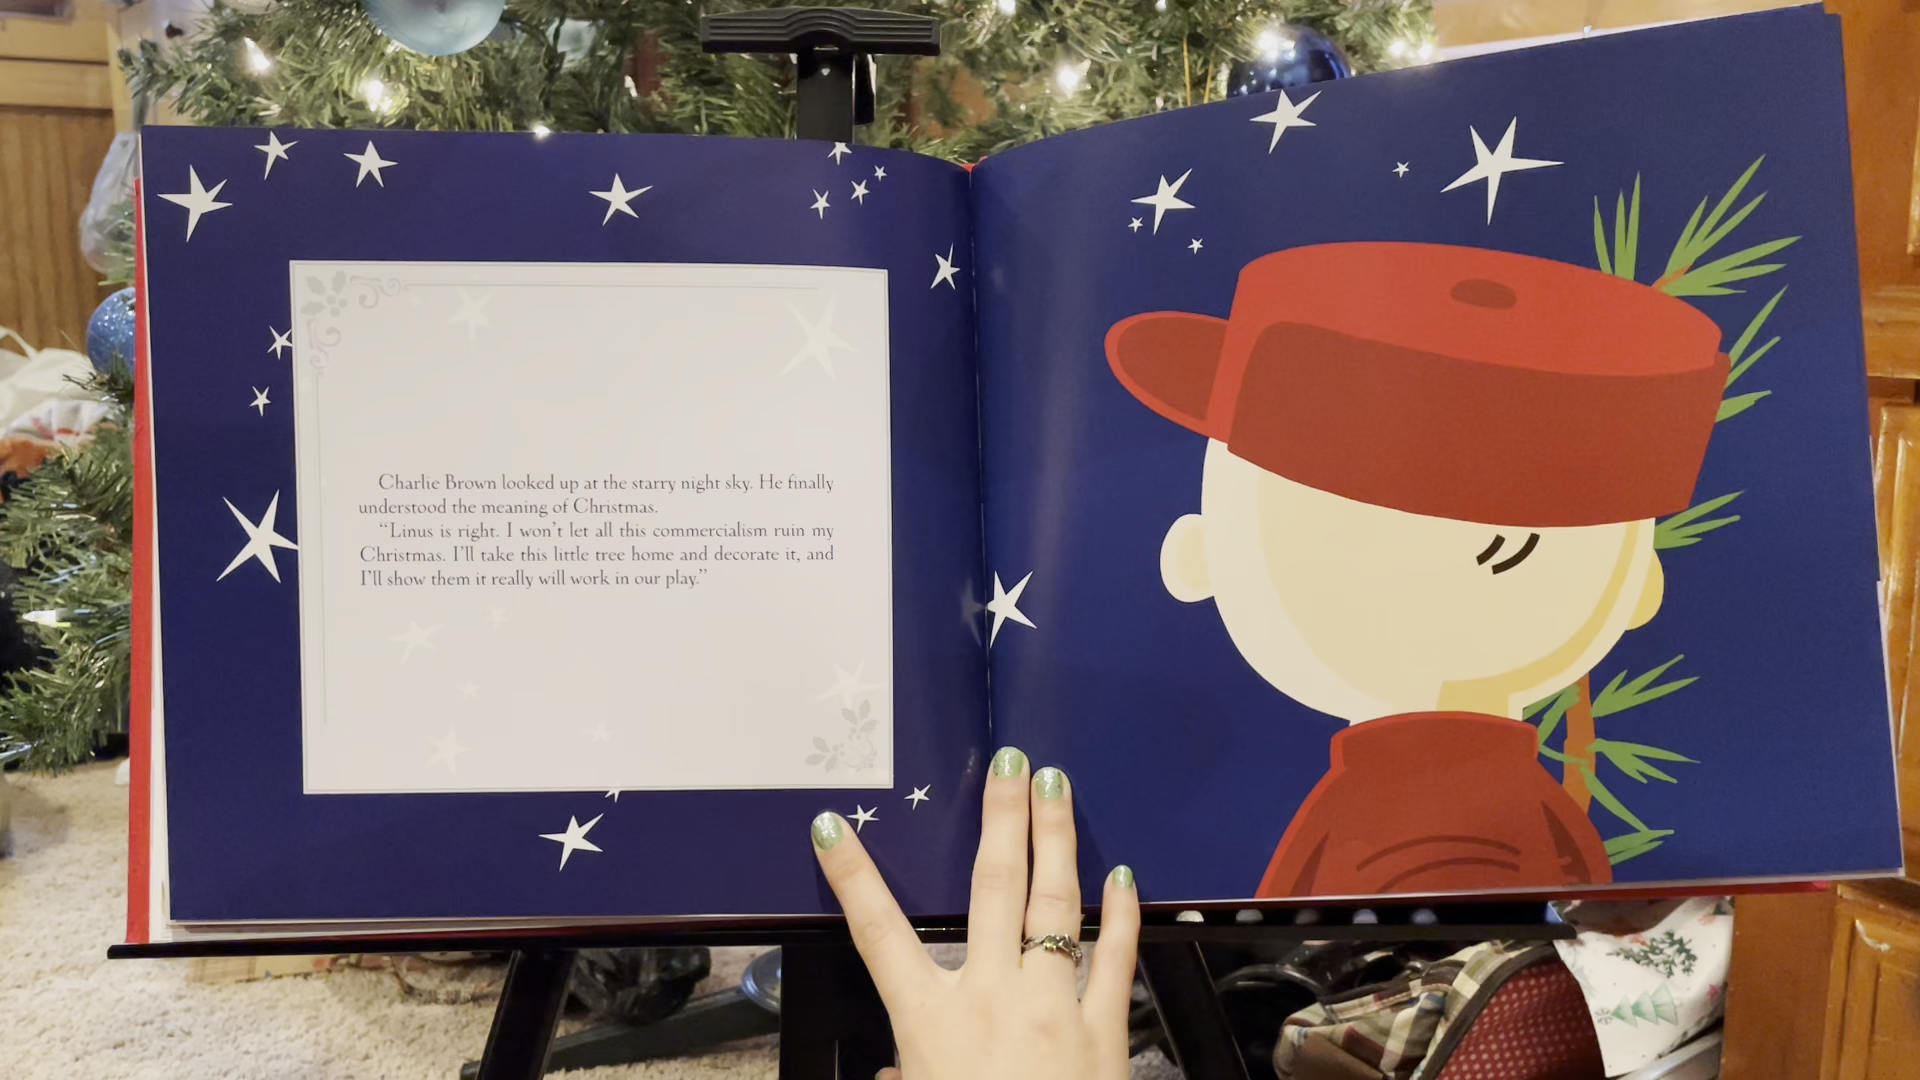 Charlie Brown looked up at the starry night sky. He finally
understood the meaning of Christmas.
“Linus is right. I won’t let all this commercialism ruin my
Christmas. I’ll take this little tree home and decorate it, and
I’ll show them it really will work in our play.”